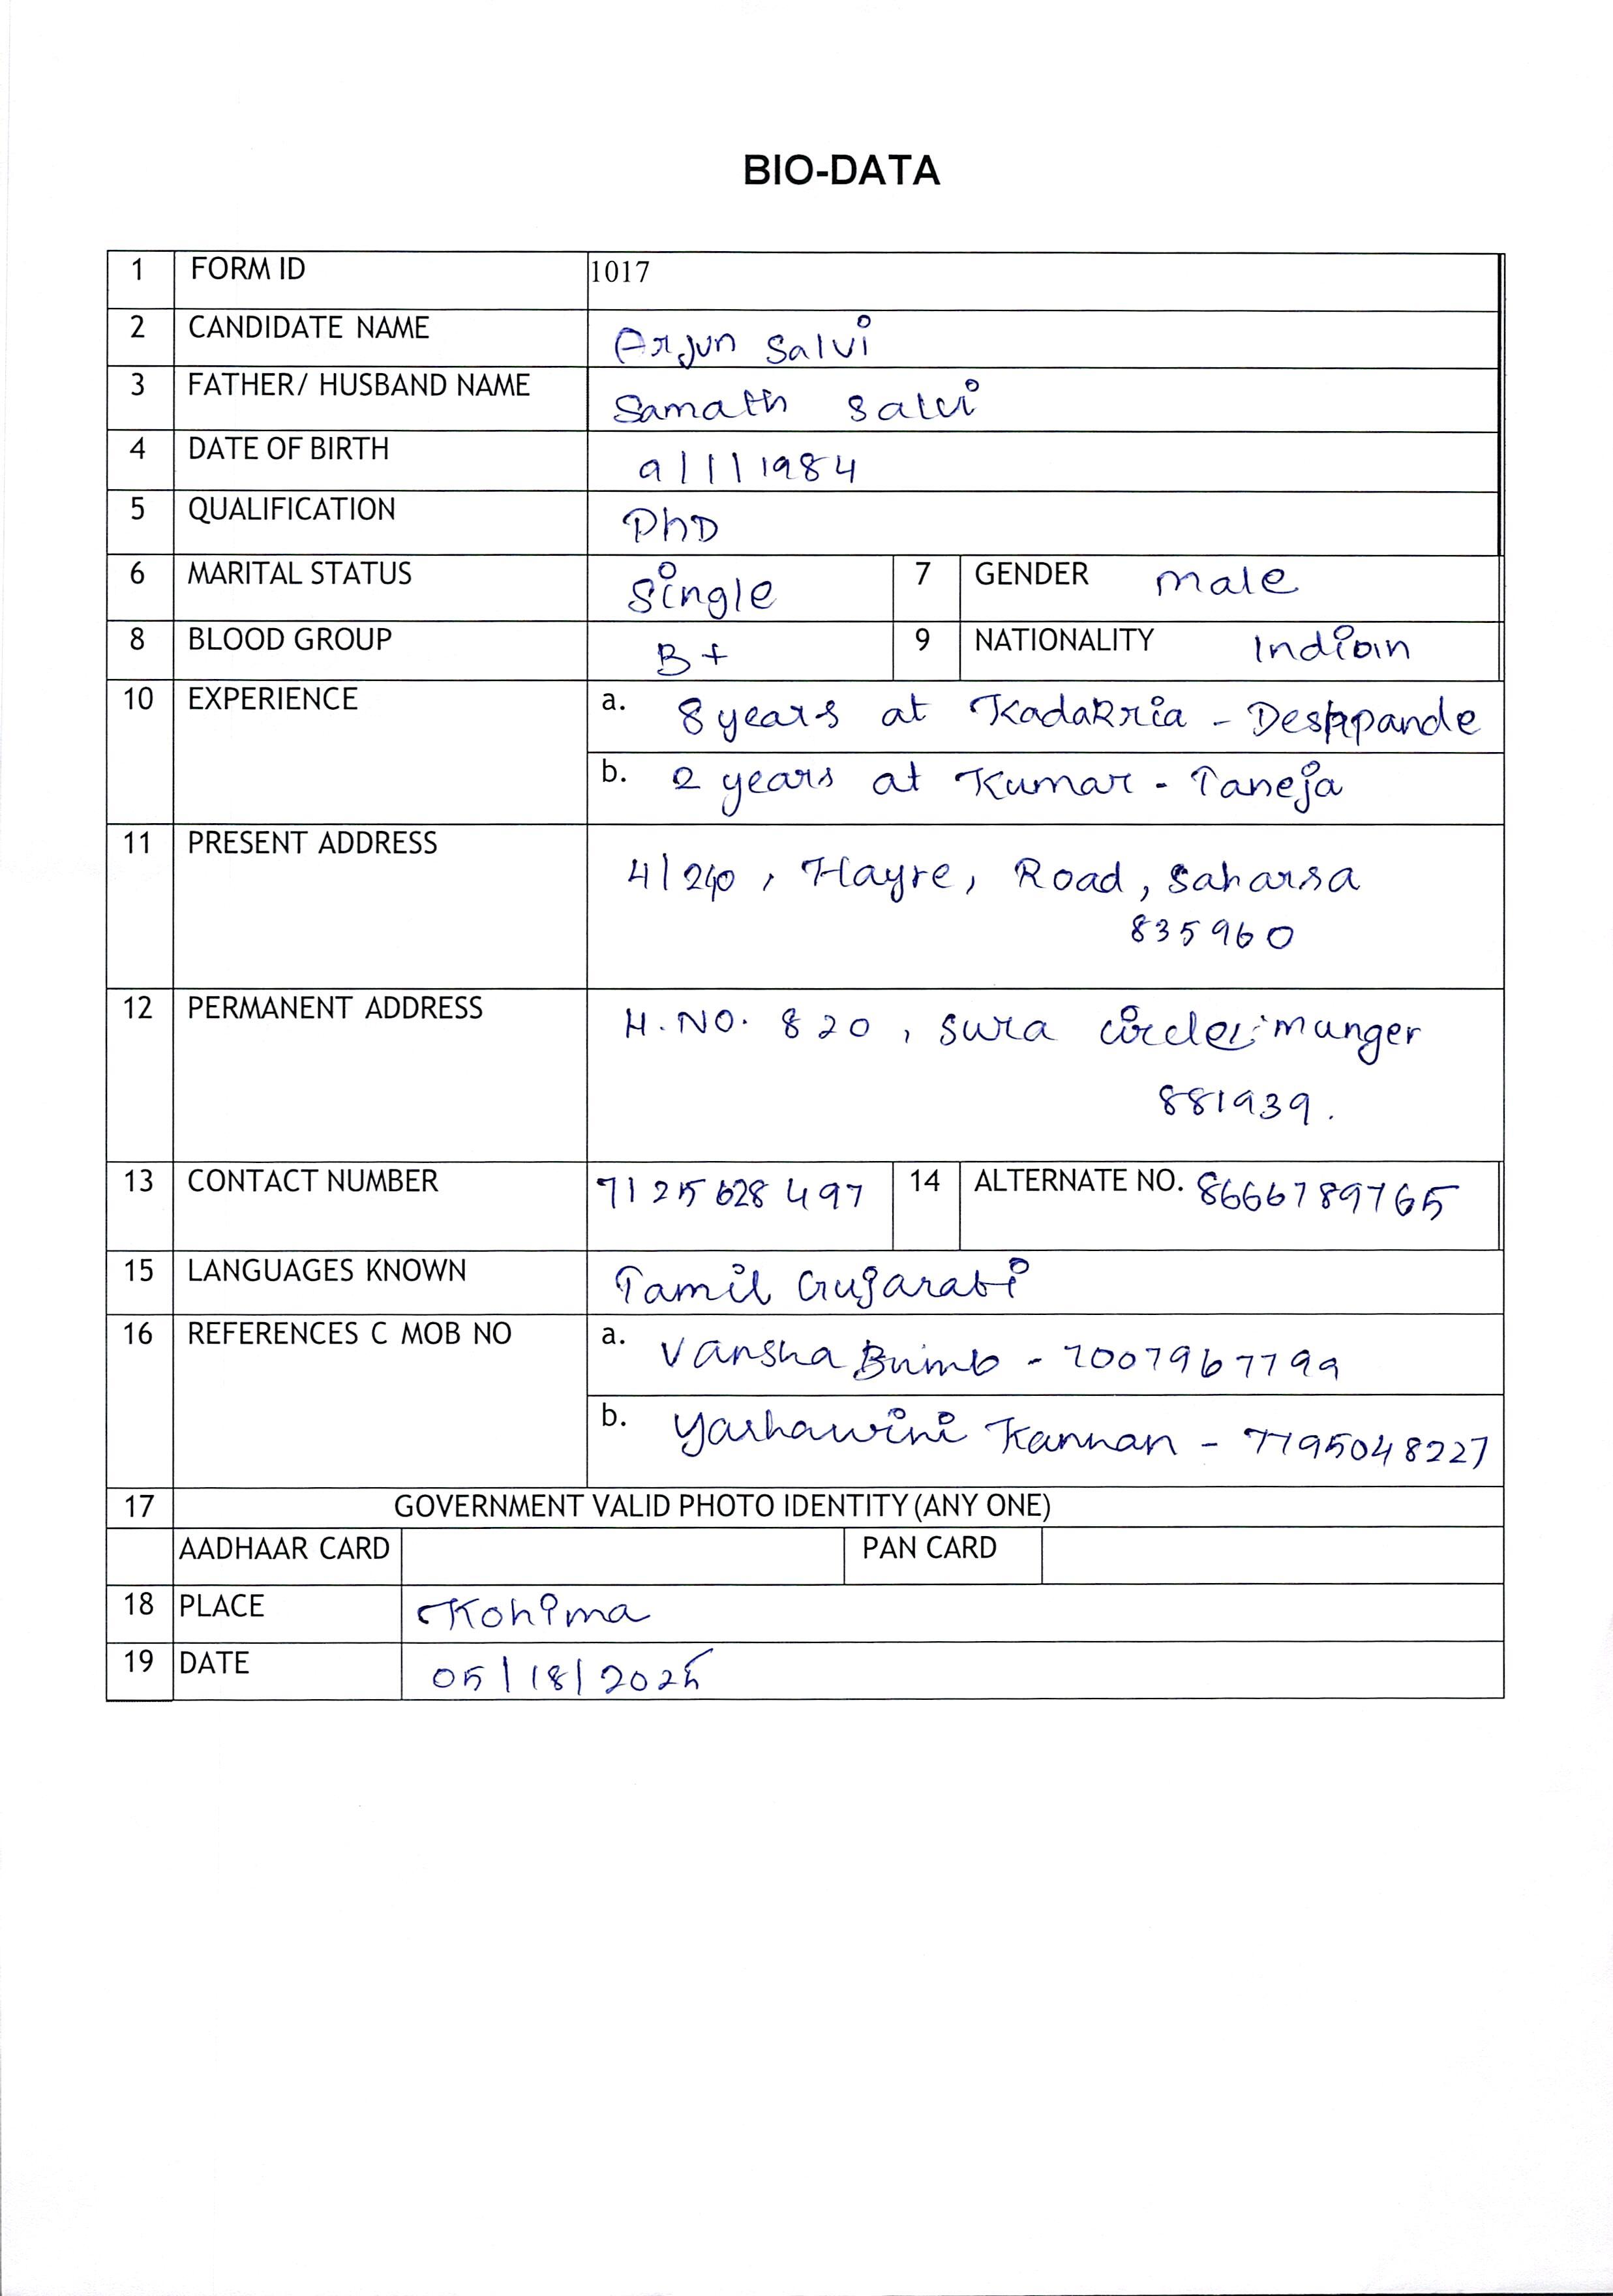 BIO-DATA
1 FORM ID 1017
2 CANDIDATE NAME Arjun Salvi
3 FATHER/ HUSBAND NAME Samath Salvi
4 DATE OF BIRTH 9/1/1984
5 QUALIFICATION PhD
6 MARITAL STATUS Single 7 GENDER male
8 BLOOD GROUP B+ 9 NATIONALITY Indian
10 EXPERIENCE a. 8 years at Kadakria - Deshpande
b. 2 years at Kumar - Taneja
11 PRESENT ADDRESS 4/240, Hayre, Road, Saharsa
835960
12 PERMANENT ADDRESS H.NO. 820, Sura circle, munger
881939.
13 CONTACT NUMBER 7125628497 14 ALTERNATE NO. 8666789765
15 LANGUAGES KNOWN Tamil Gujarati
16 REFERENCES C MOB NO a. Vansha - 7007967799
b. Yashawini Kannan - 7795048227
17 GOVERNMENT VALID PHOTO IDENTITY (ANY ONE)
AADHAAR CARD PAN CARD
18 PLACE Kohima
19 DATE 05/18/2025